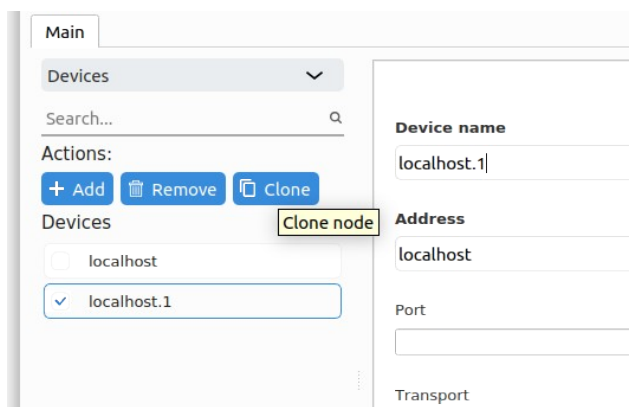 Main
Devices
Search...
Actions:
Add
Remove
Clone
Clone node
Devices
localhost
localhost.1
Device name
localhost.1
Address
localhost
Port
Transport